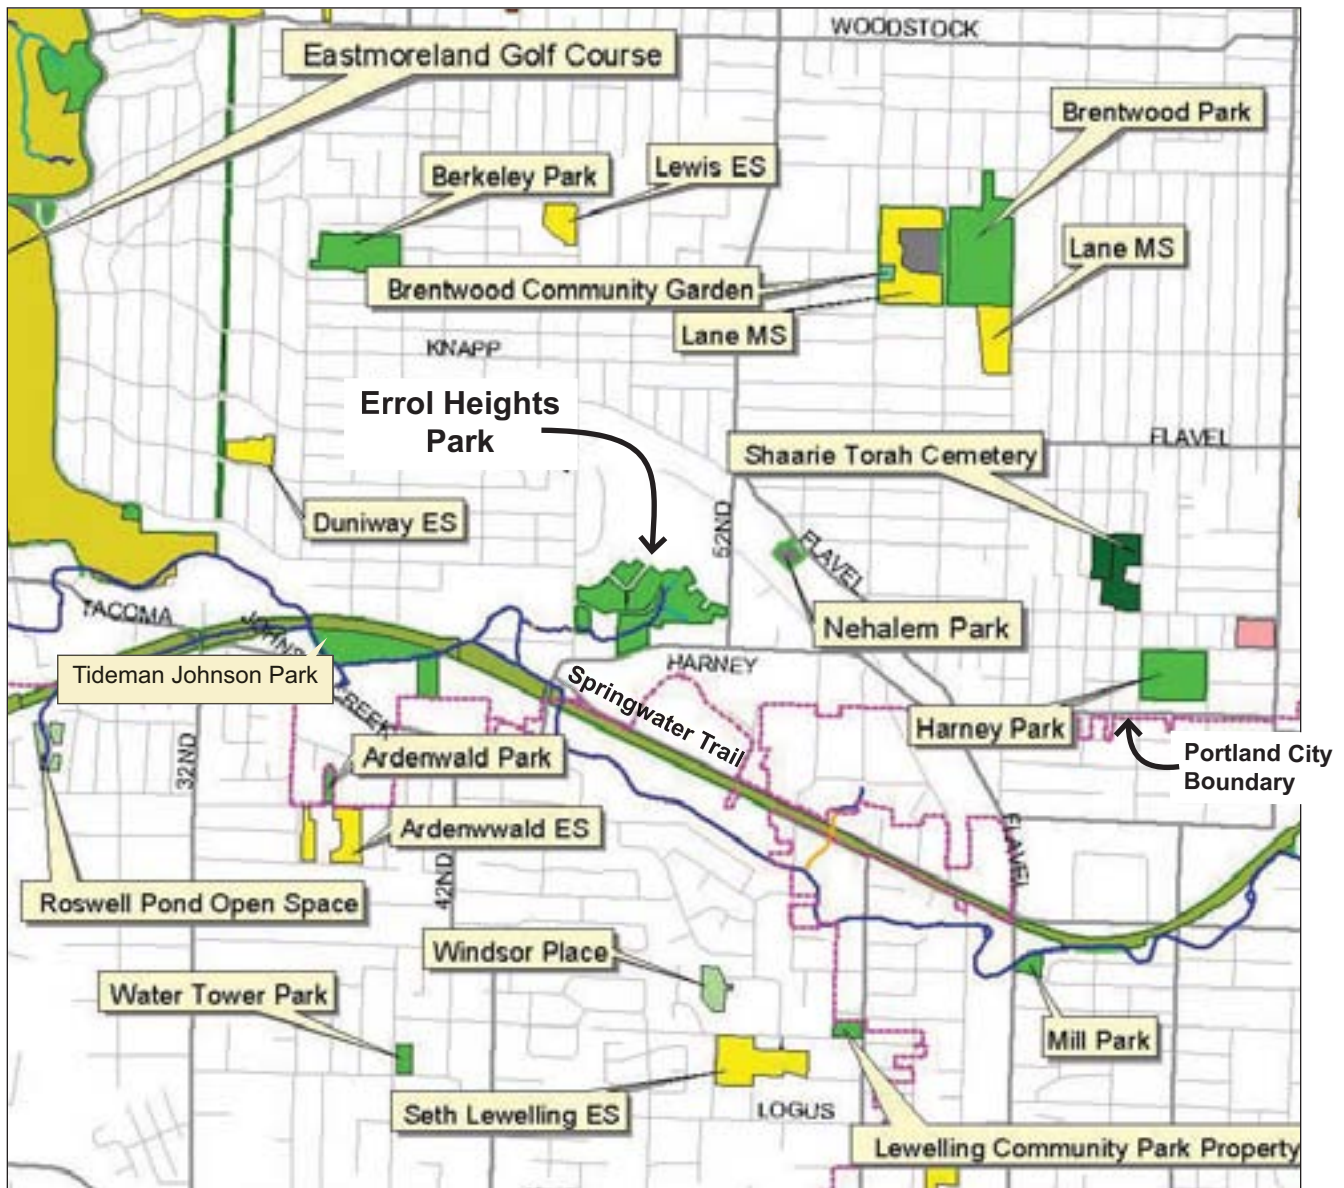 WOODSTOCK
Eastmoreland Golf Course
Brentwood Park
Lewis ES
Berkeley Park
Lane MS
Brentwood Community Garden
Lane MS
KNAPP
Errol Heights
Park
FLAVEL
Shaarie Torah Cemetery
Duniway ES
52ND
FLAVEL
TACOMA
Nehalem Park
HARNEY
Tideman Johnson Park
CREEK
Springwater Trail
Harney Park
Portland City
Boundary
32ND
Ardenwald Park
Ardenwwald ES
FLAVEL
42ND
Roswell Pond Open Space
Windsor Place
Water Tower Park
Mill Park
Seth Lewelling ES
LOGUS
Lewelling Community Park Property